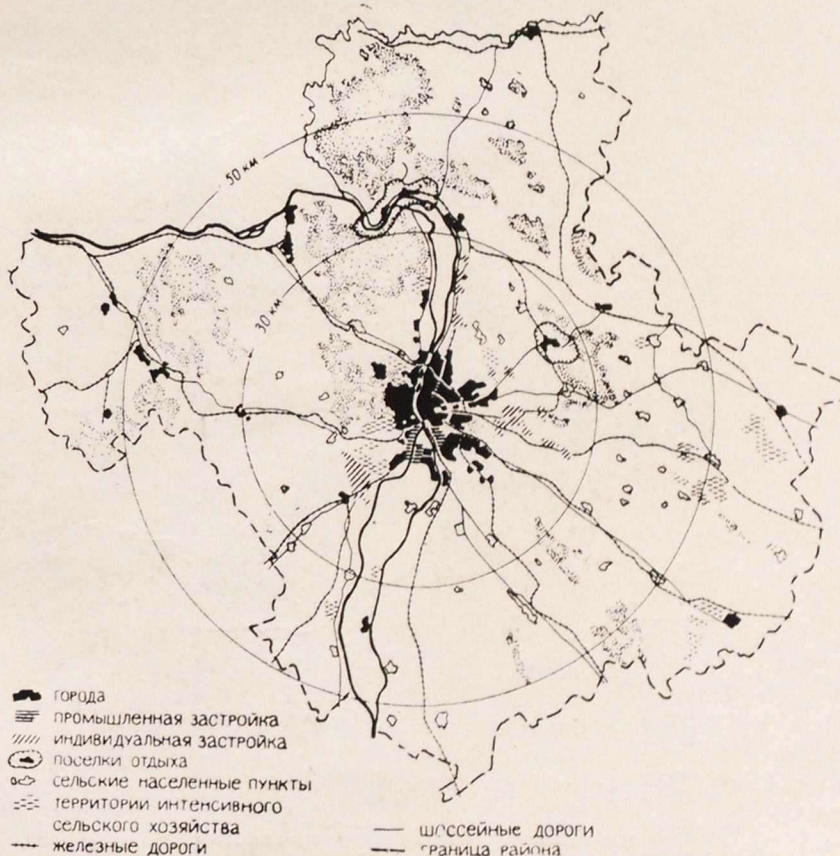 50 км
30 км
ГОРОДА
ПРОМЫШЛЕННАЯ ЗАСТРОЙКА
ИНДИВИДУАЛЬНАЯ ЗАСТРОЙКА
ПОСЕЛКИ ОТДЫХА
СЕЛЬСКИЕ НАСЕЛЕННЫЕ ПУНКТЫ
ТЕРРИТОРИИ ИНТЕНСИВНОГО
СЕЛЬСКОГО ХОЗЯЙСТВА
ЖЕЛЕЗНЫЕ ДОРОГИ
ШОССЕЙНЫЕ ДОРОГИ
ГРАНИЦА РАЙОНА